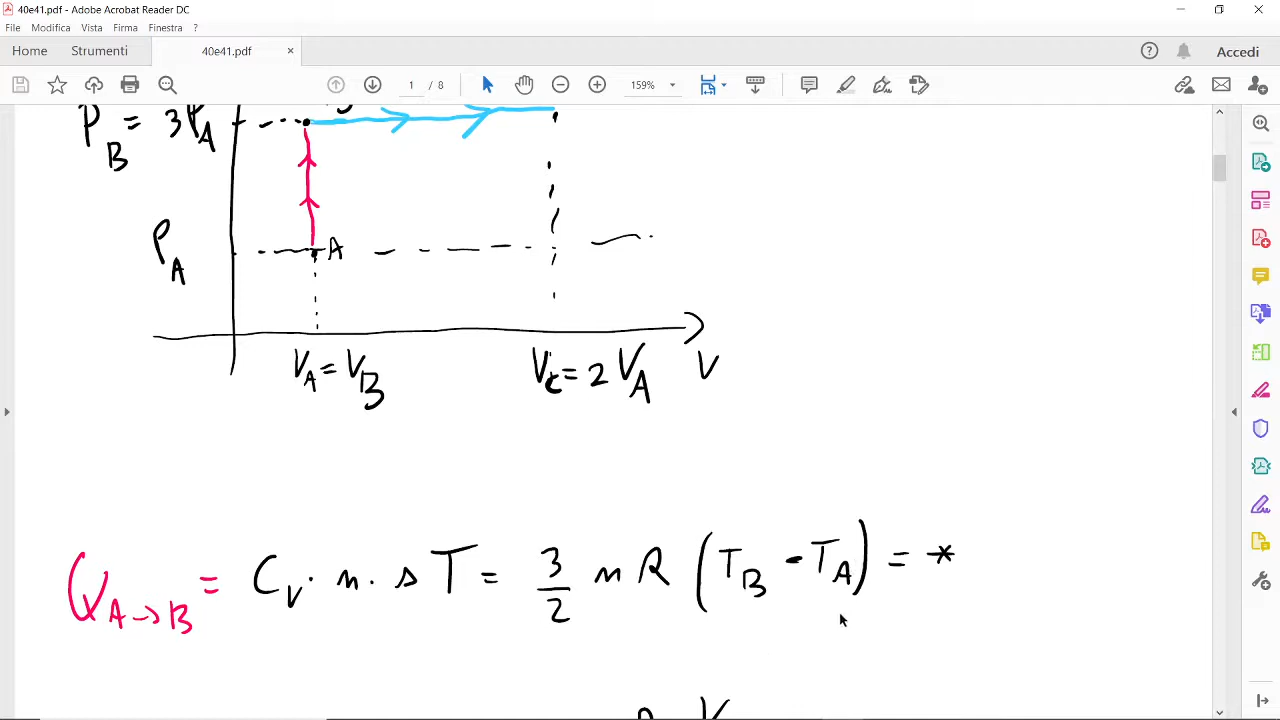 40e41.pdf - Adobe Acrobat Reader DC
File Modifica Vista Firma Finestra ?
Home Strumenti 40e41.pdf × Accedi
1 / 8 159%
P_B = 3P_A
P_A
A
V_A = V_B V_C = 2 V_A V
Q_A→B = C_V · n · Δ T = 3/2 n R (T_B - T_A) = *